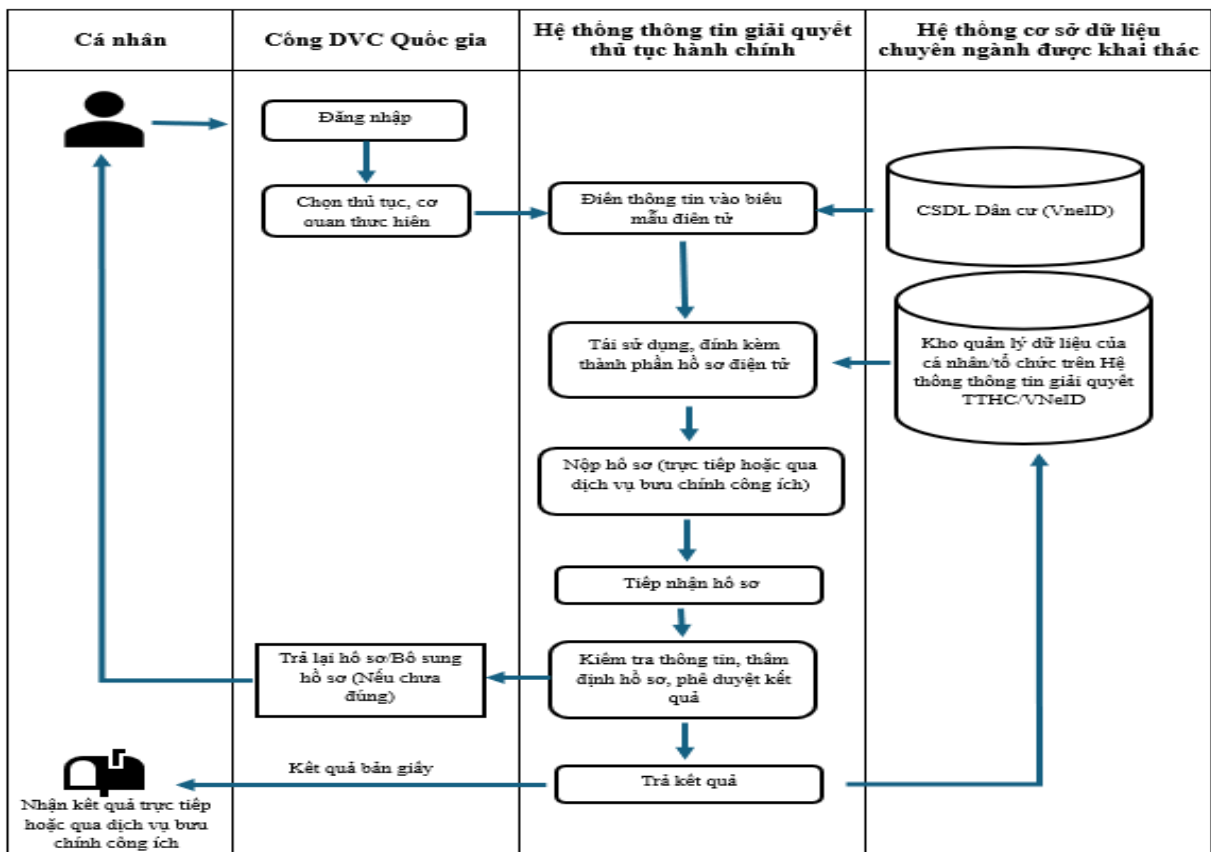 Cá nhân
Cổng DVC Quốc gia
Hệ thống thông tin giải quyết
thủ tục hành chính
Hệ thống cơ sở dữ liệu
chuyên ngành được khai thác
Đăng nhập
Chọn thủ tục, cơ
quan thực hiện
Điền thông tin vào biểu
mẫu điện tử
CSDL Dân cư (VneID)
Tái sử dụng, đính kèm
thành phần hồ sơ điện tử
Kho quản lý dữ liệu của
cá nhân/tổ chức trên Hệ
thống thông tin giải quyết
TTHC/VNeID
Nộp hồ sơ (trực tiếp hoặc qua
dịch vụ bưu chính công ích)
Tiếp nhận hồ sơ
Kiểm tra thông tin, thẩm
định hồ sơ, phê duyệt kết
quả
Trả lại hồ sơ/Bổ sung
hồ sơ (Nếu chưa
đúng)
Trả kết quả
Kết quả bản giấy
Nhận kết quả trực tiếp
hoặc qua dịch vụ bưu
chính công ích